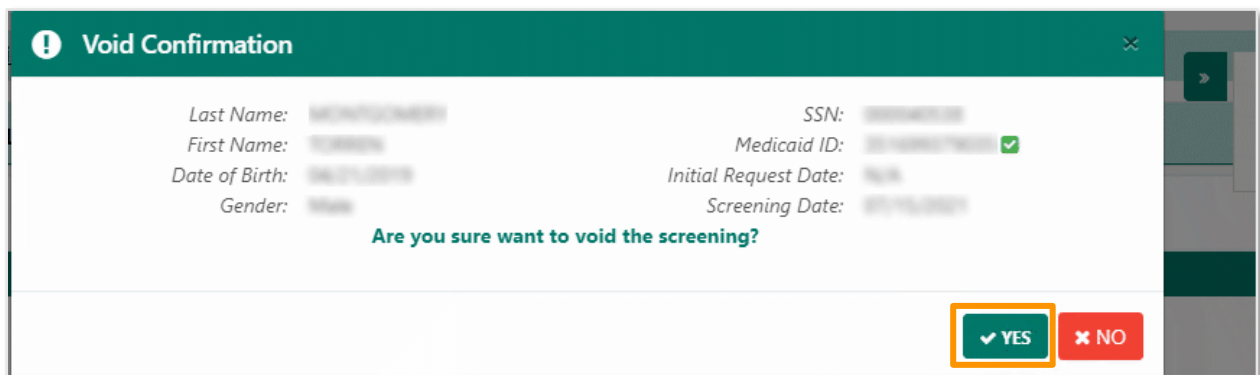 Void Confirmation
Last Name:
SSN:
First Name:
Medicaid ID:
Date of Birth:
Initial Request Date:
Gender:
Screening Date:
Are you sure want to void the screening?
YES
NO